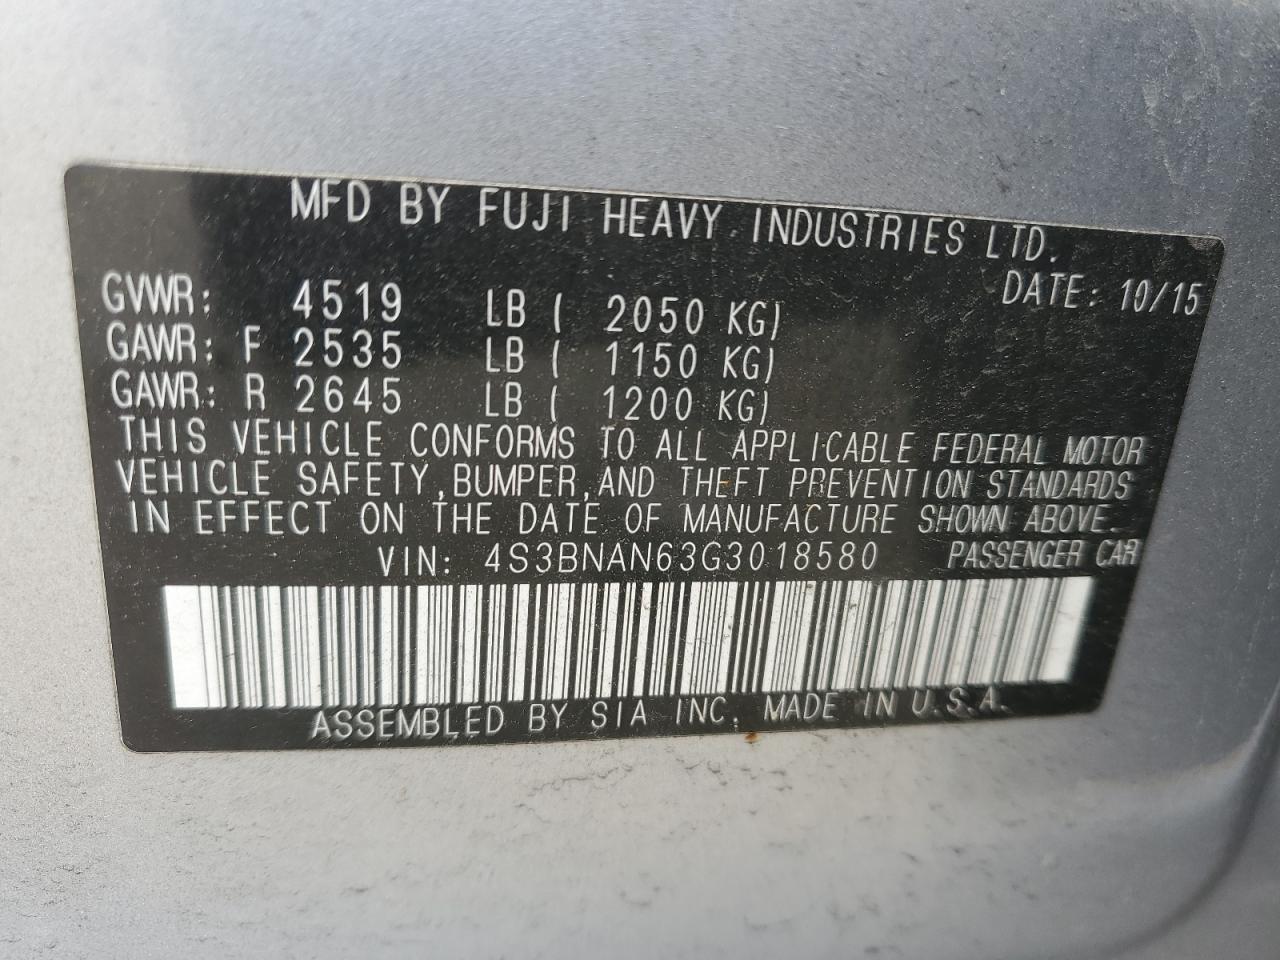 MFD BY FUJI HEAVY INDUSTRIES LTD.
DATE: 10/15
GVWR: 4519 LB ( 2050 KG)
GAWR: F 2535 LB ( 1150 KG)
GAWR: R 2645 LB ( 1200 KG)
THIS VEHICLE CONFORMS TO ALL APPLICABLE FEDERAL MOTOR
VEHICLE SAFETY, BUMPER, AND THEFT PREVENTION STANDARDS
IN EFFECT ON THE DATE OF MANUFACTURE SHOWN ABOVE.
VIN: 4S3BNAN63G3018580 PASSENGER CAR
ASSEMBLED BY SIA INC. MADE IN U.S.A.